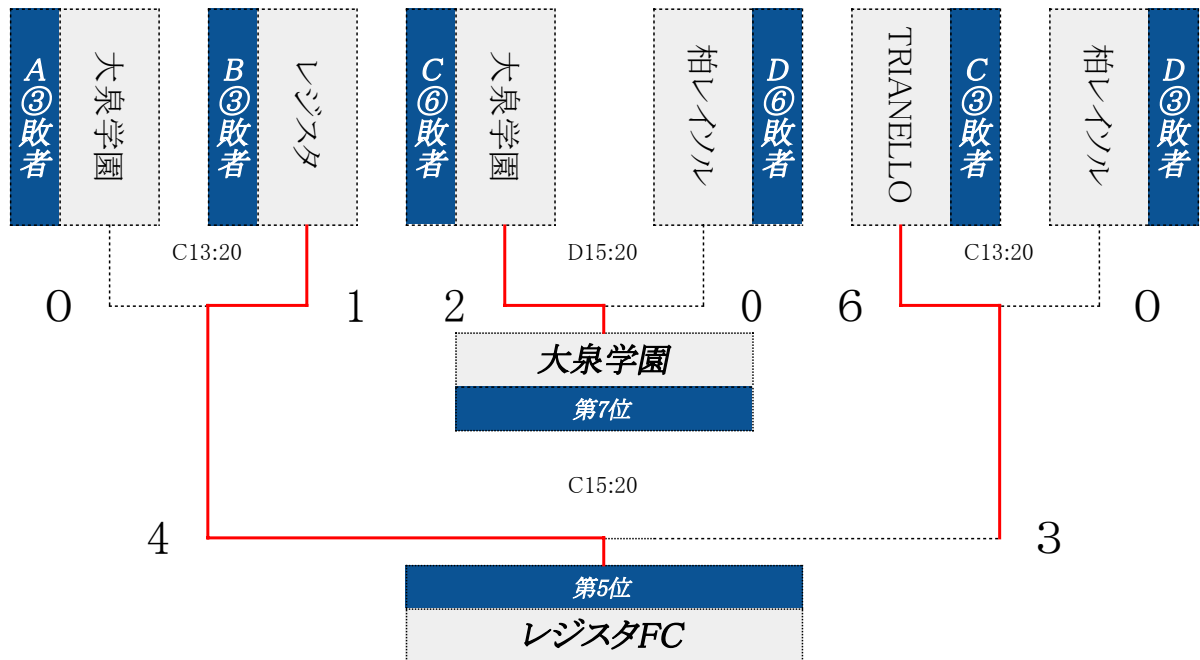 A③敗者
大泉学園
B③敗者
レジスタ
C⑥敗者
大泉学園
柏レイソル
D⑥敗者
TRIANELLO
C③敗者
柏レイソル
D③敗者
C13:20
D15:20
C13:20
0
1
2
0
6
0
大泉学園
第7位
C15:20
4
3
第5位
レジスタFC